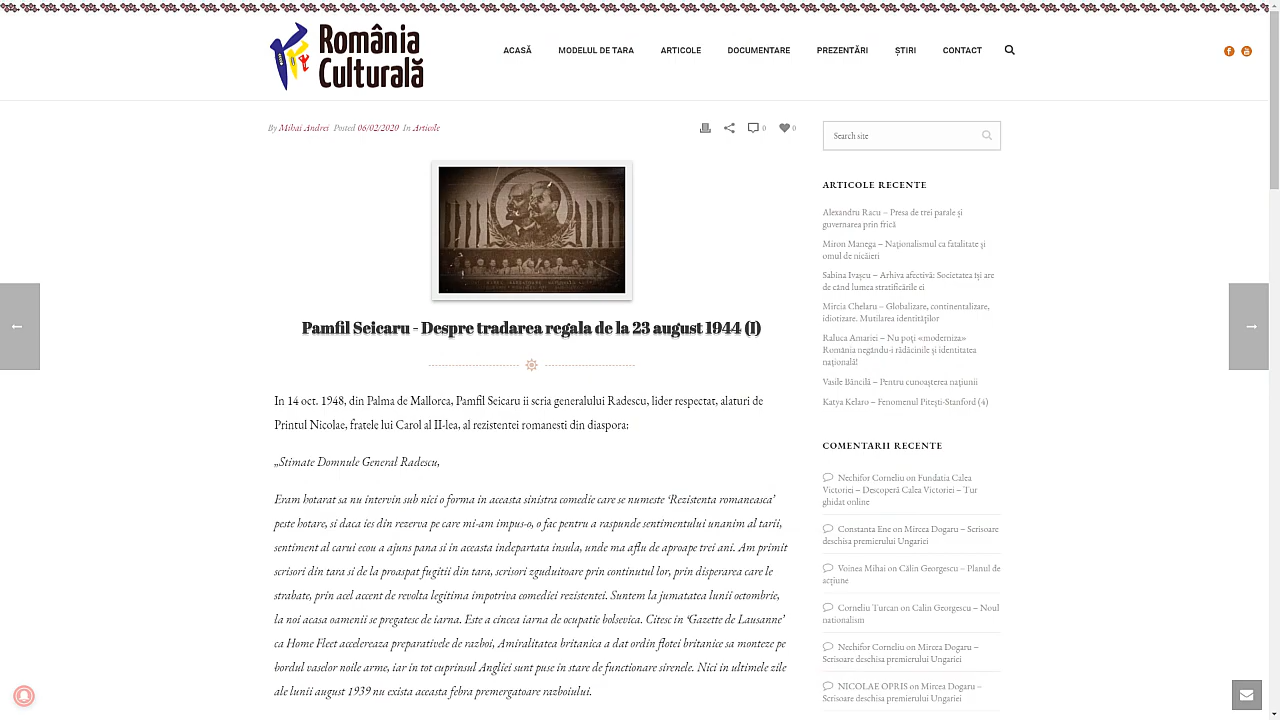 România
Culturală
ACASĂ MODELUL DE TARA ARTICOLE DOCUMENTARE PREZENTĂRI ȘTIRI CONTACT
By Mihai Andrei Posted 06/02/2020 In Articole
0 0
Pamfil Seicaru - Despre tradarea regala de la 23 august 1944 (I)
In 14 oct. 1948, din Palma de Mallorca, Pamfil Seicaru ii scria generalului Radescu, lider respectat, alaturi de
Printul Nicolae, fratele lui Carol al II-lea, al rezistentei romanesti din diaspora:
„Stimate Domnule General Radescu,
Eram hotarat sa nu intervin sub nici o forma in aceasta sinistra comedie care se numeste ‘Rezistenta romaneasca’
peste hotare, si daca ies din rezerva pe care mi-am impus-o, o fac pentru a raspunde sentimentului unanim al tarii,
sentiment al carui ecou a ajuns pana si in aceasta indepartata insula, unde ma aflu de aproape trei ani. Am primit
scrisori din tara si de la proaspat fugitii din tara, scrisori zguduitoare prin continutul lor, prin disperarea care le
strabate, prin acel accent de revolta legitima impotriva comediei rezistentei. Suntem la jumatatea lunii octombrie,
la noi acasa oamenii se pregatesc de iarna. Este a cincea iarna de ocupatie bolsevica. Citesc in ‘Gazette de Lausanne’
ca Home Fleet accelereaza preparativele de razboi, Amiralitatea britanica a dat ordin flotei britanice sa monteze pe
bordul vaselor noile arme, iar in tot cuprinsul Angliei sunt puse in stare de functionare sirenele. Nici in ultimele zile
ale lunii august 1939 nu exista aceasta febra premergatoare razboiului.
Search site
ARTICOLE RECENTE
Alexandru Racu – Presa de trei parale și
guvernarea prin frică
Miron Manega – Naționalismul ca fatalitate și
omul de nicăieri
Sabina Ivașcu – Arhiva afectivă: Societatea își are
de când lumea stratificările ei
Mircia Chelaru – Globalizare, continentalizare,
idiotizare. Mutilarea identităților
Raluca Amariei – Nu poți «moderniza»
România negându-i rădăcinile și identitatea
națională!
Vasile Băncilă – Pentru cunoașterea națiunii
Katya Kelaro – Fenomenul Pitești-Stanford (4)
COMENTARII RECENTE
Nechifor Corneliu on Fundatia Calea
Victoriei – Descoperă Calea Victoriei – Tur
ghidat online
Constanta Ene on Mircea Dogaru – Scrisoare
deschisa premierului Ungariei
Voinea Mihai on Călin Georgescu – Planul de
acțiune
Corneliu Turcan on Calin Georgescu – Noul
nationalism
Nechifor Corneliu on Mircea Dogaru –
Scrisoare deschisa premierului Ungariei
NICOLAE OPRIS on Mircea Dogaru –
Scrisoare deschisa premierului Ungariei